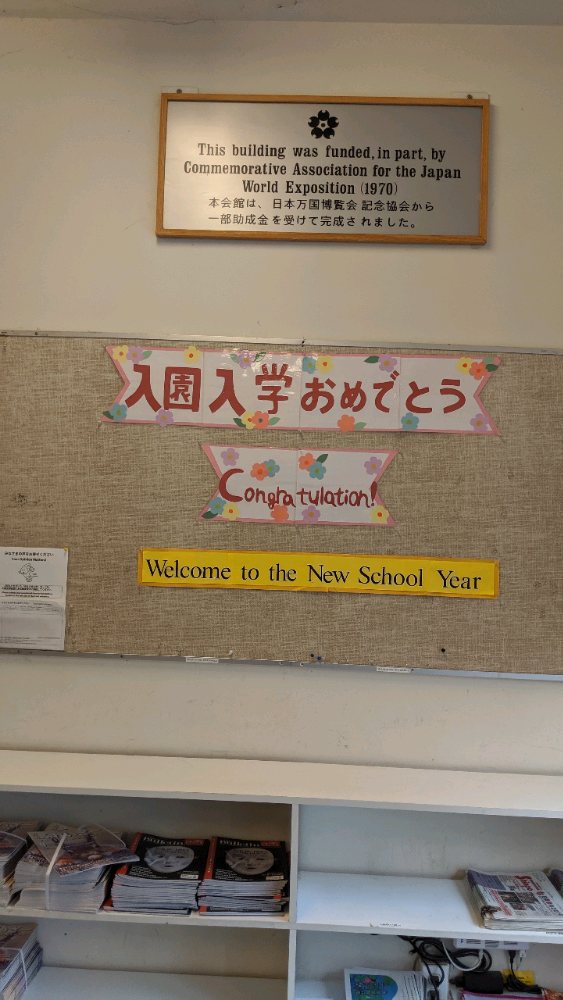 This building was funded, in part, by
Commemorative Association for the Japan
World Exposition (1970)
本会館は、日本万国博覧会記念協会から
一部助成金を受けて完成されました。
入園入学おめでとう
Congratulation!
Welcome to the New School Year
Bulletin
Bulletin